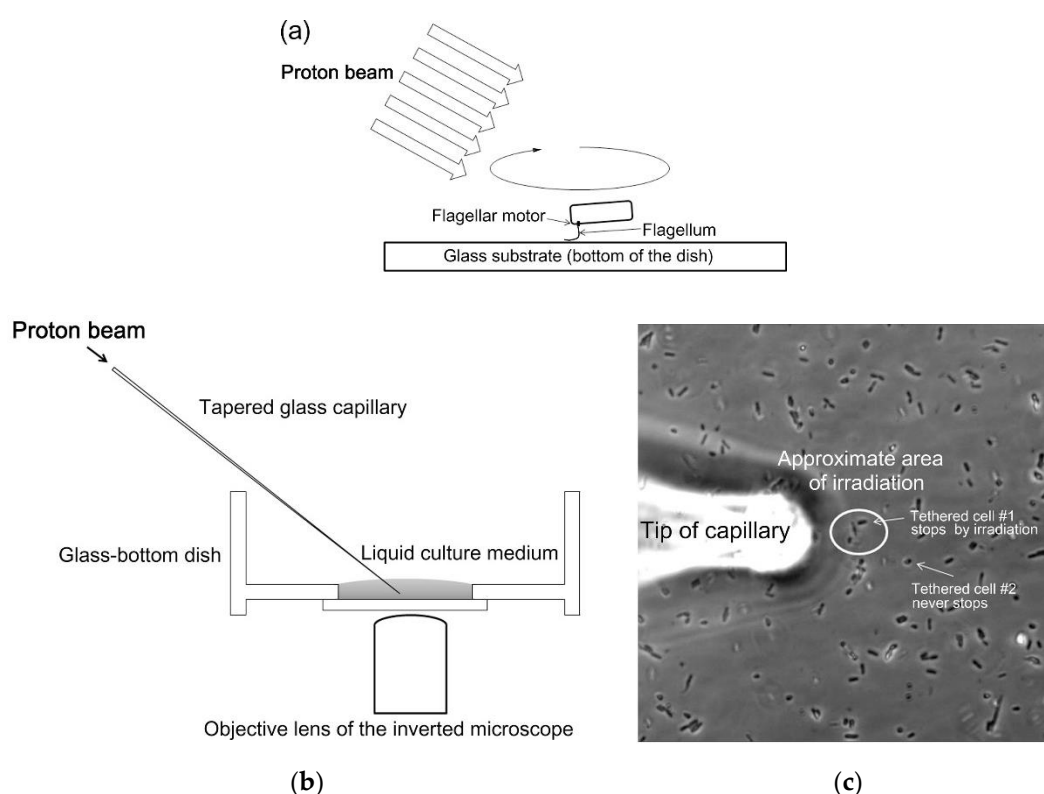 (a)
Proton beam
Flagellar motor
Flagellum
Glass substrate (bottom of the dish)
Proton beam
Tapered glass capillary
Glass-bottom dish
Liquid culture medium
Objective lens of the inverted microscope
(b)
Approximate area
of irradiation
Tip of capillary
Tethered cell #1
stops by irradiation
Tethered cell #2
never stops
(c)